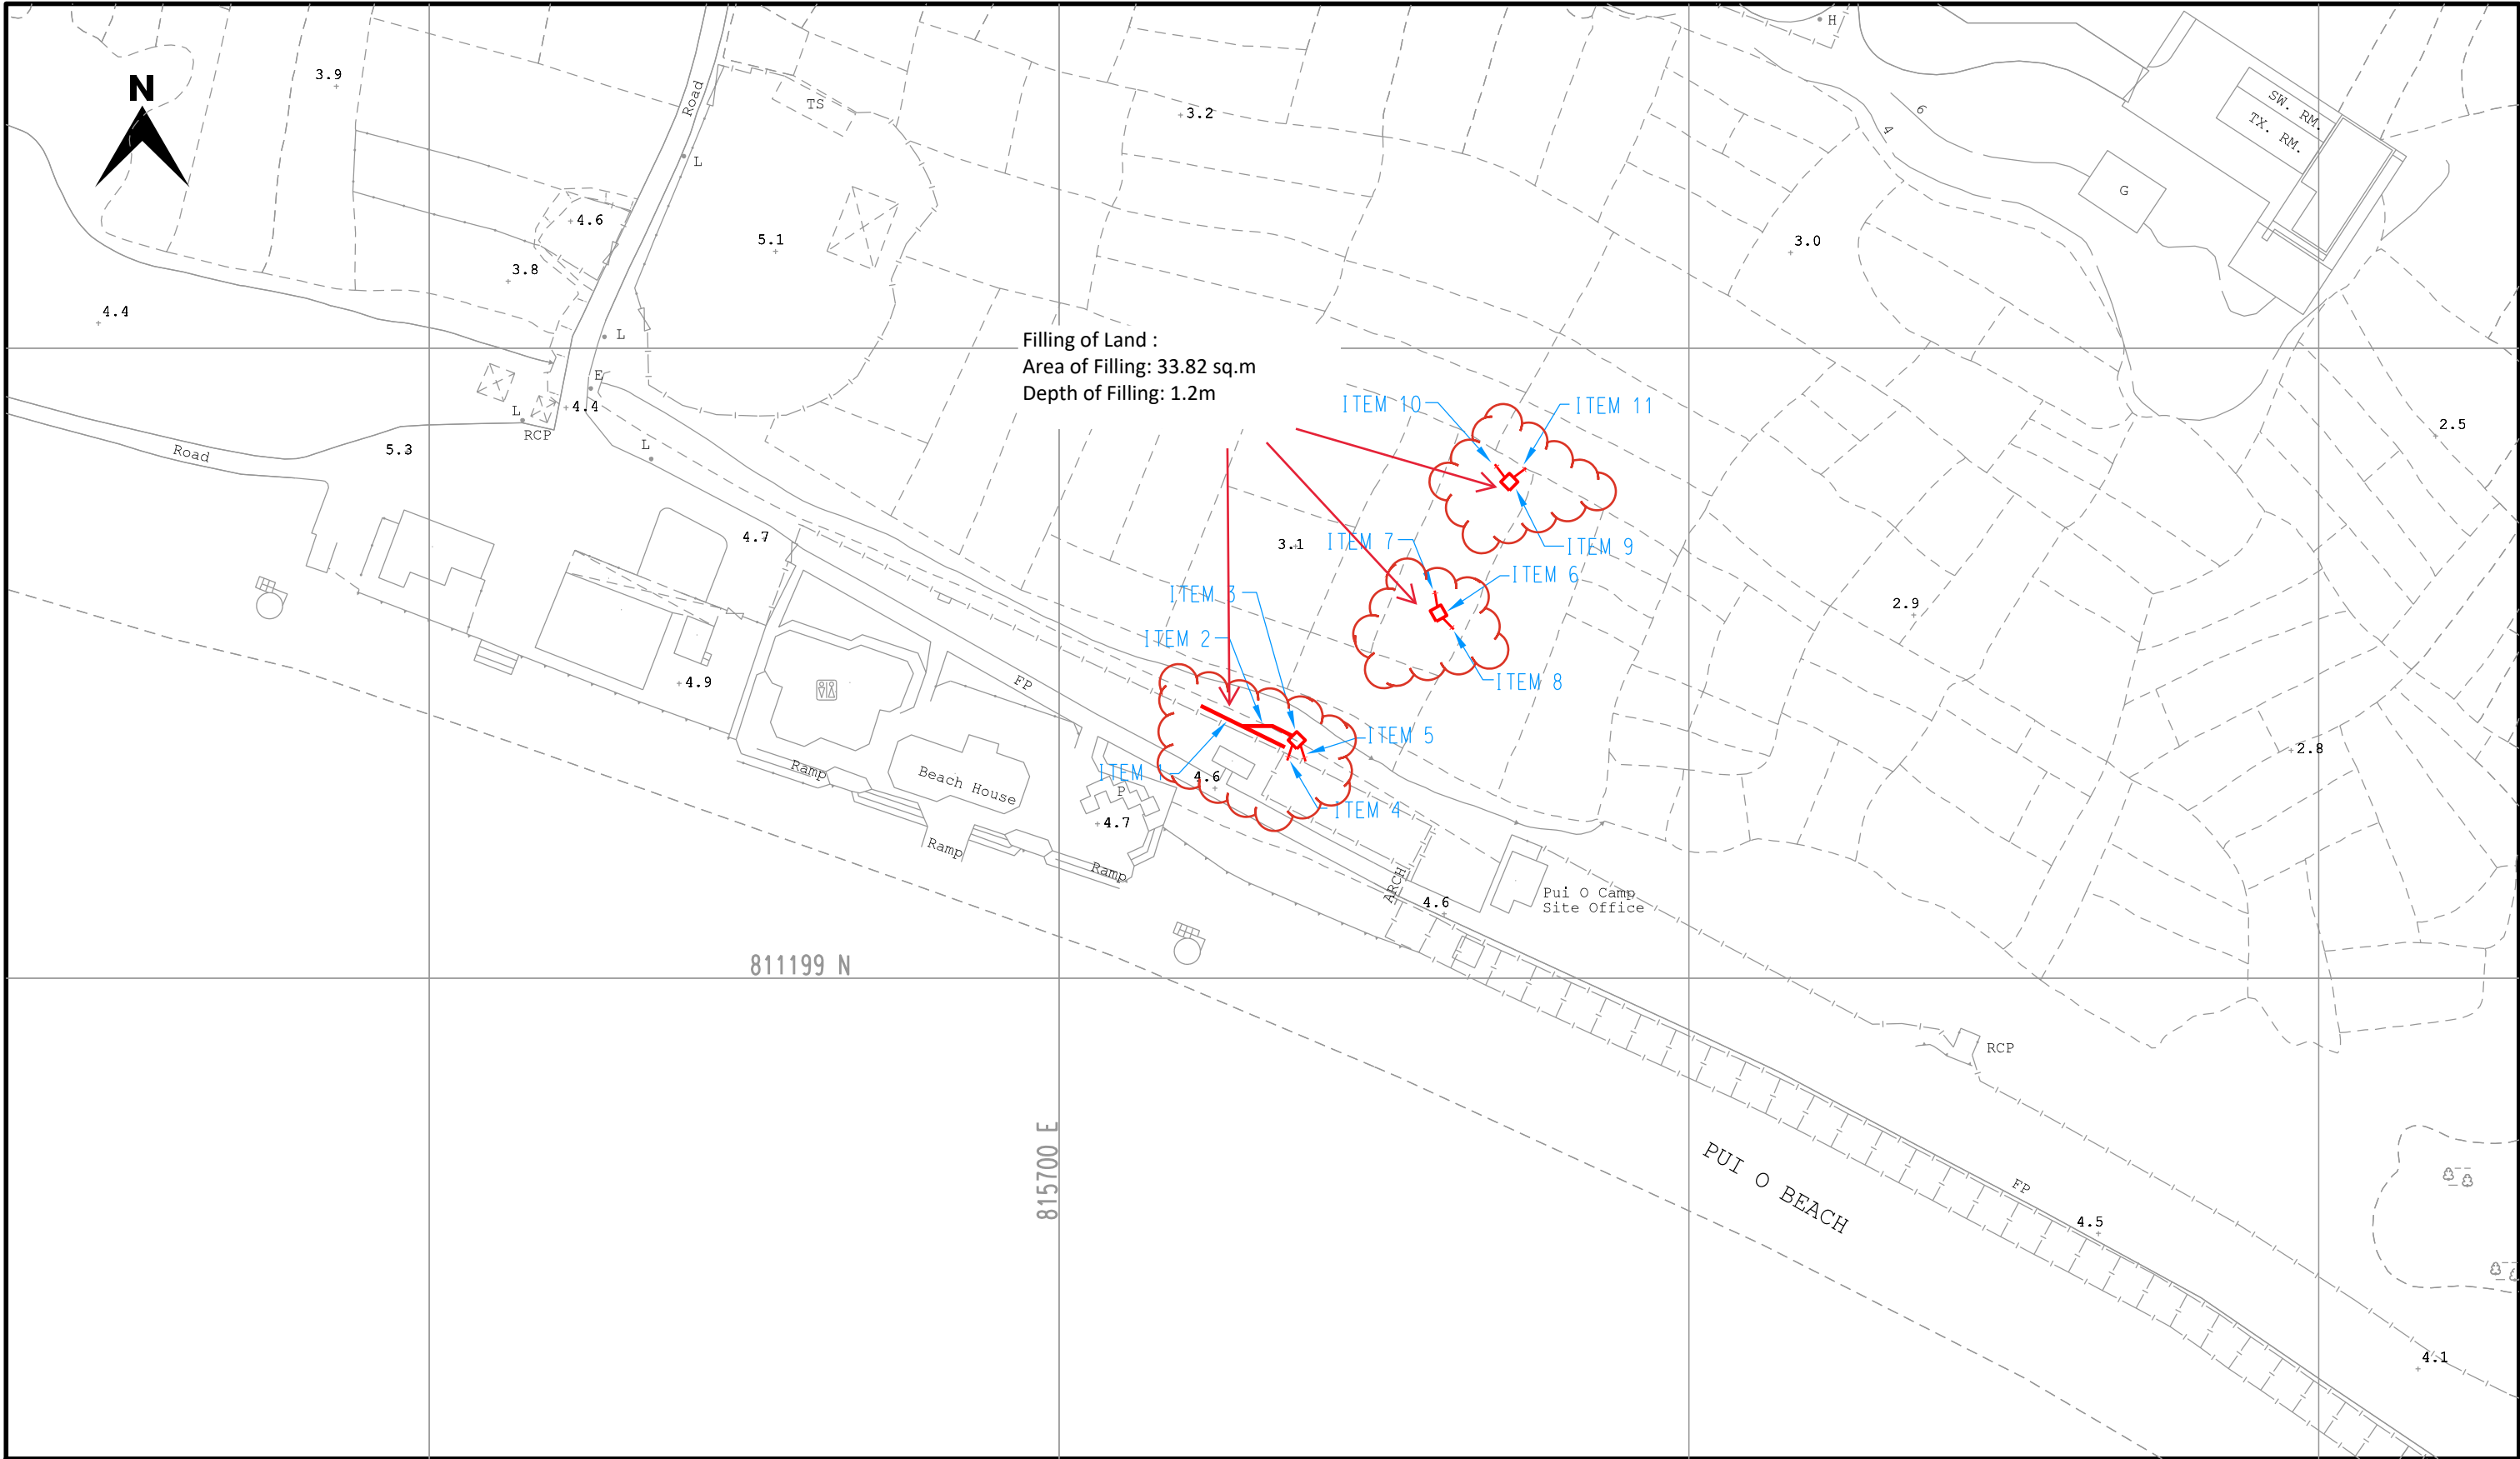 H
N
3.9
Road
TS
3.2
6
4
SW. RM.
TX. RM.
L
G
4.6
5.1
3.0
3.8
4.4
L
Filling of Land :
Area of Filling: 33.82 sq.m
Depth of Filling: 1.2m
E
4.4
L
RCP
ITEM 10
ITEM 11
2.5
Road
5.3
L
4.7
3.1
ITEM 7
ITEM 9
ITEM 6
ITEM 3
2.9
ITEM 2
4.9
FP
ITEM 8
ITEM 5
2.8
Ramp
Beach House
ITEM 1
4.6
P
ITEM 4
4.7
Ramp
Ramp
ARCH
4.6
Pui O Camp
Site Office
811199 N
RCP
815700 E
PUI O BEACH
FP
4.5
4.1